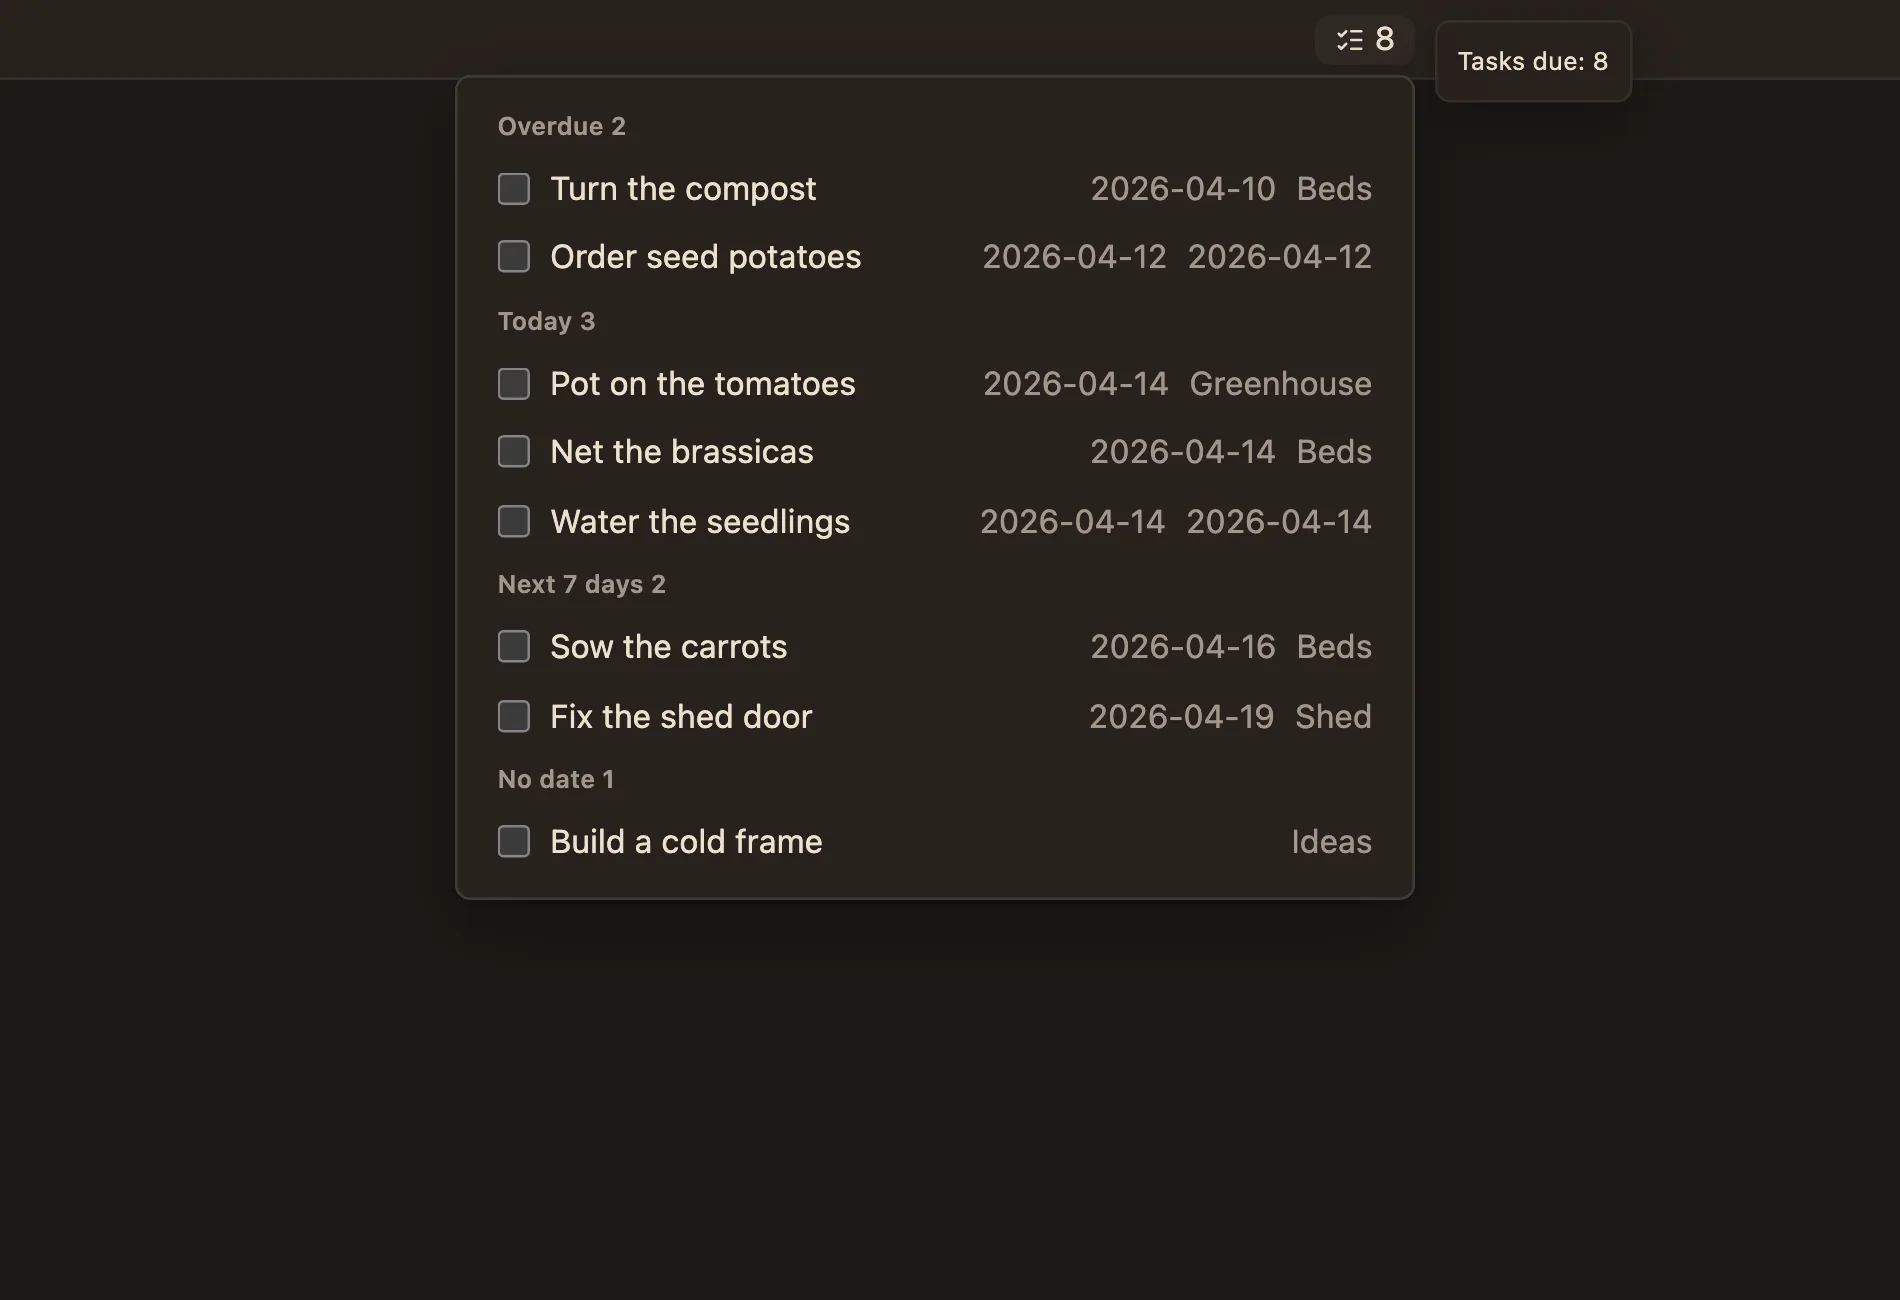 8
Tasks due: 8
Overdue 2
Turn the compost 2026-04-10 Beds
Order seed potatoes 2026-04-12 2026-04-12
Today 3
Pot on the tomatoes 2026-04-14 Greenhouse
Net the brassicas 2026-04-14 Beds
Water the seedlings 2026-04-14 2026-04-14
Next 7 days 2
Sow the carrots 2026-04-16 Beds
Fix the shed door 2026-04-19 Shed
No date 1
Build a cold frame Ideas